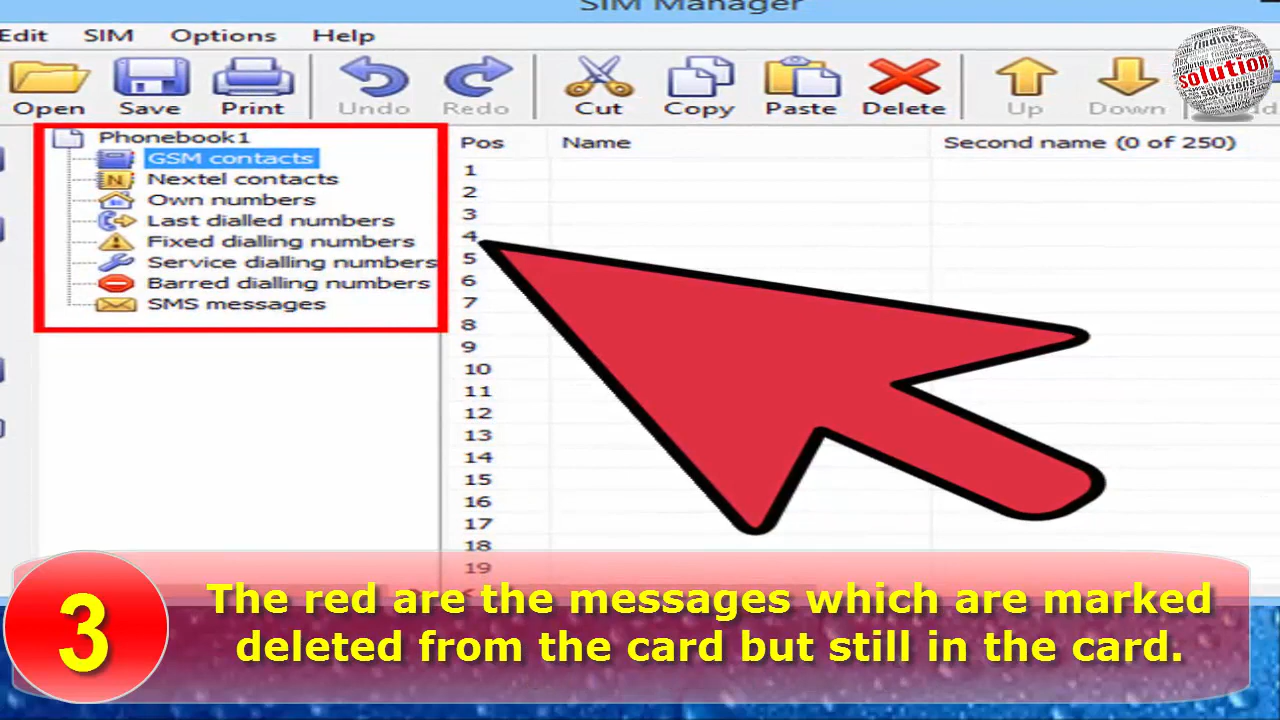 SIM Manager
Edit SIM Options Help
Open Save Print Undo Redo Cut Copy Paste Delete Up Down
finding
solution
solutions
Phonebook1
GSM contacts
Nextel contacts
Own numbers
Last dialled numbers
Fixed dialling numbers
Service dialling numbers
Barred dialling numbers
SMS messages
Pos Name Second name (0 of 250)
1
2
3
4
5
6
7
8
9
10
11
12
13
14
15
16
17
18
19
3
The red are the messages which are marked
deleted from the card but still in the card.